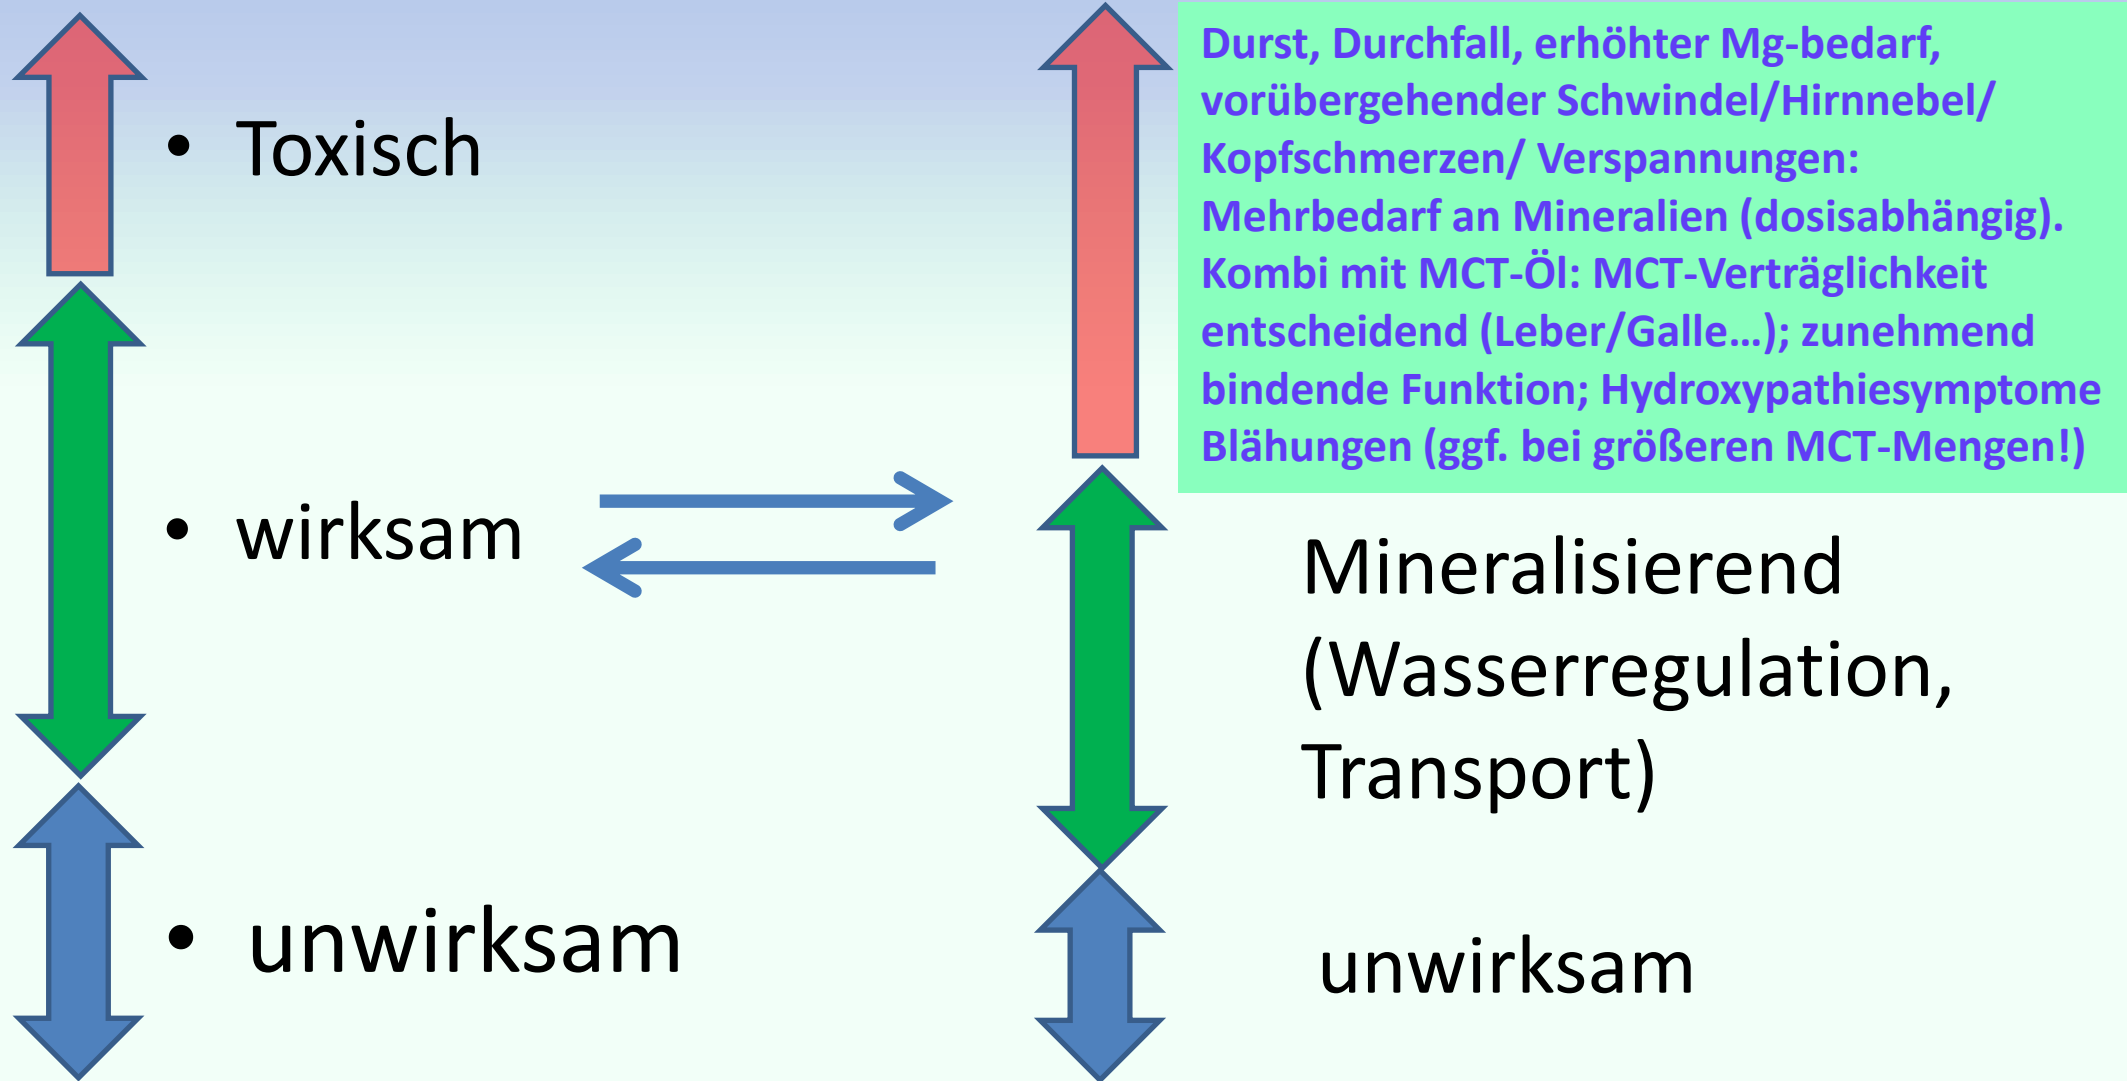 • Toxisch
• wirksam
• unwirksam
Durst, Durchfall, erhöhter Mg-bedarf,
vorübergehender Schwindel/Hirnnebel/
Kopfschmerzen/ Verspannungen:
Mehrbedarf an Mineralien (dosisabhängig).
Kombi mit MCT-Öl: MCT-Verträglichkeit
entscheidend (Leber/Galle…); zunehmend
bindende Funktion; Hydroxypathiesymptome
Blähungen (ggf. bei größeren MCT-Mengen!)
Mineralisierend
(Wasserregulation,
Transport)
unwirksam